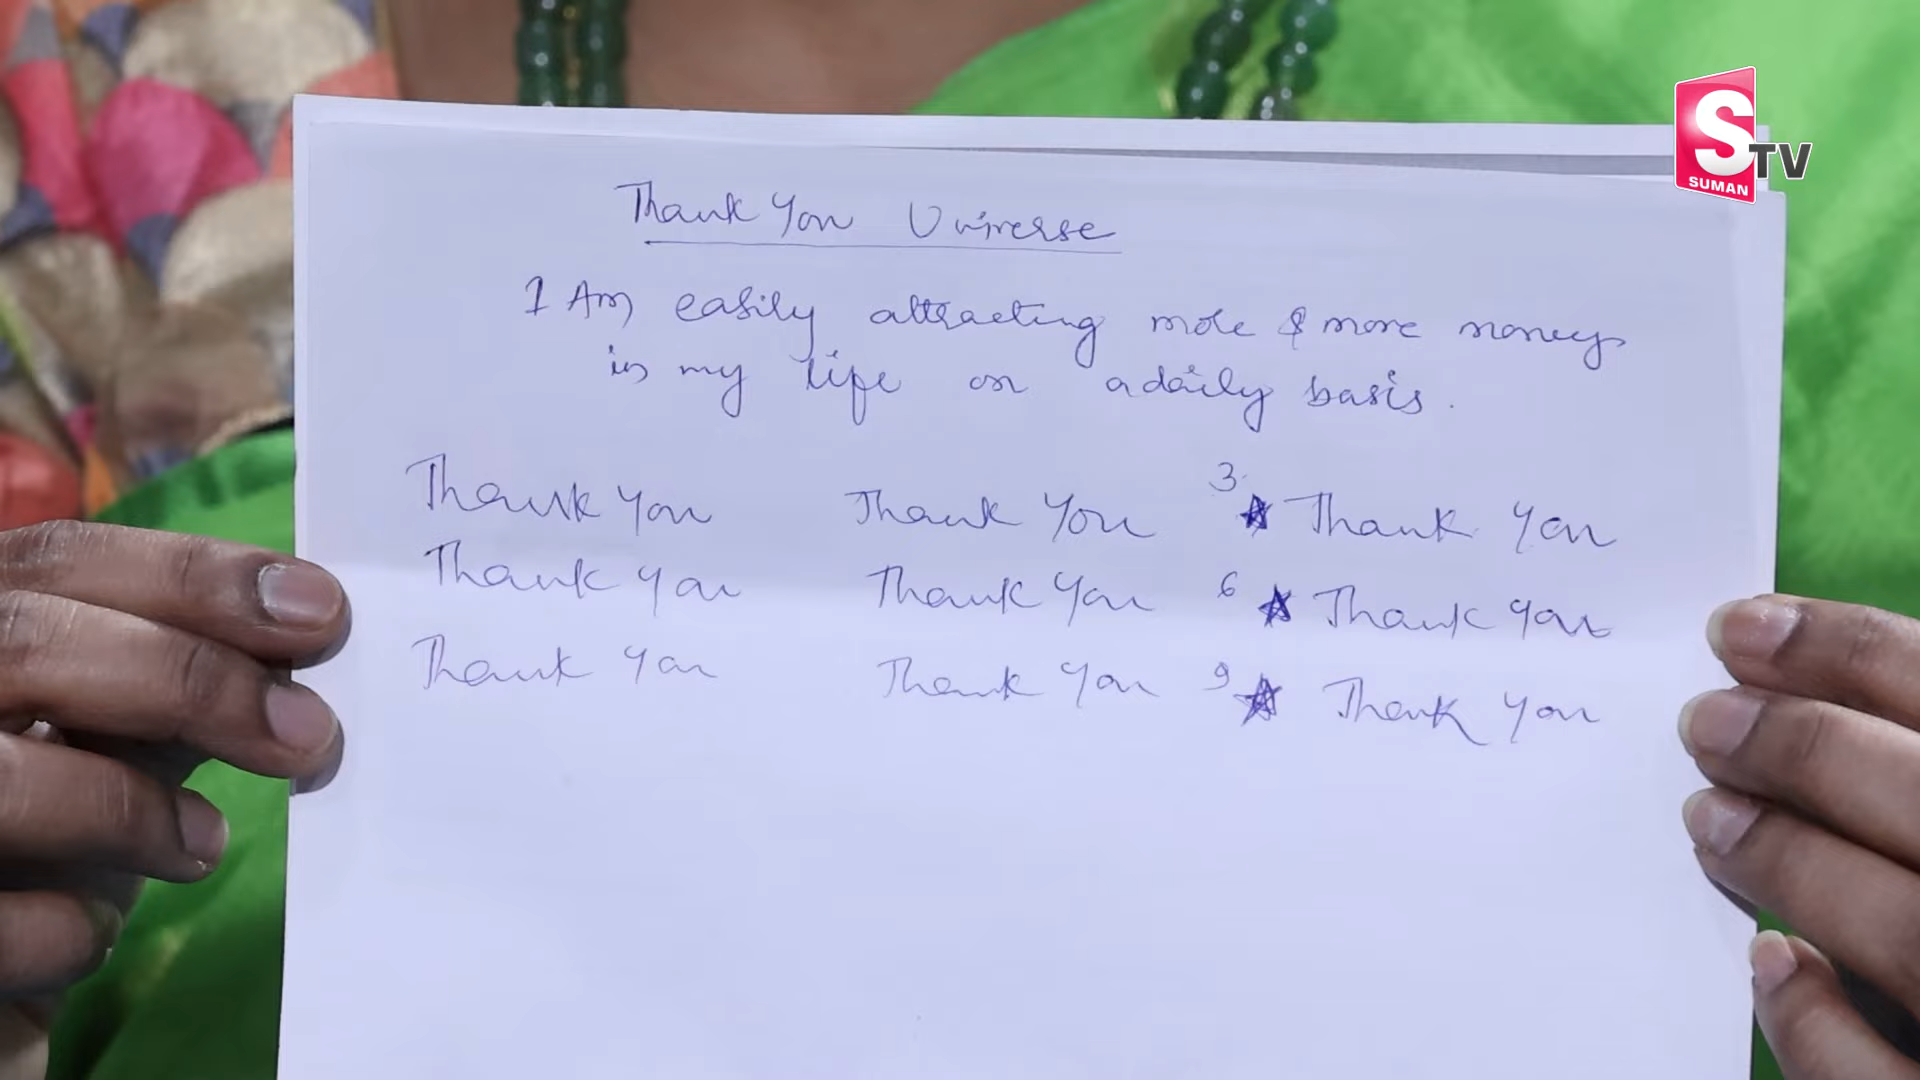 S TV
SUMAN
Thank You Universe
I Am easily attracting more & more money
in my life on a daily basis.
Thank You Thank You 3. ★ Thank You
Thank You Thank You 6 ★ Thank You
Thank You Thank You 9 ★ Thank You